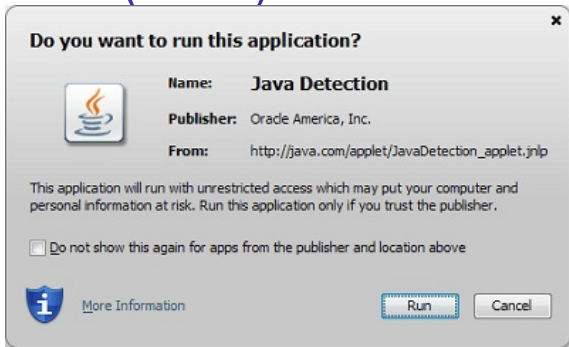 Do you want to run this application?
Name: Java Detection
Publisher: Oracle America, Inc.
From: http://java.com/applet/JavaDetection_applet.jnlp
This application will run with unrestricted access which may put your computer and
personal information at risk. Run this application only if you trust the publisher.
Do not show this again for apps from the publisher and location above
More Information
Run
Cancel